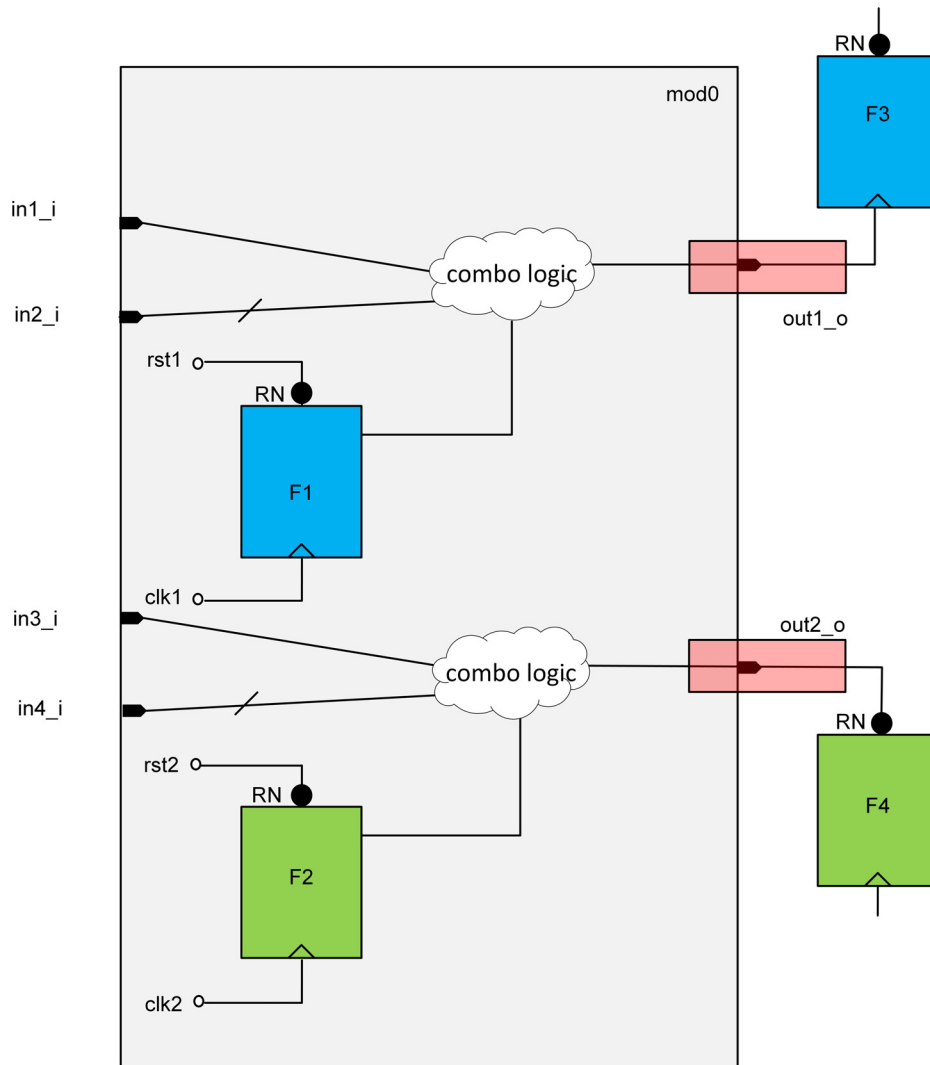 RN
F3
mod0
in1_i
combo logic
in2_i
out1_o
rst1
RN
F1
clk1
in3_i
out2_o
combo logic
in4_i
RN
rst2
RN
F4
F2
clk2